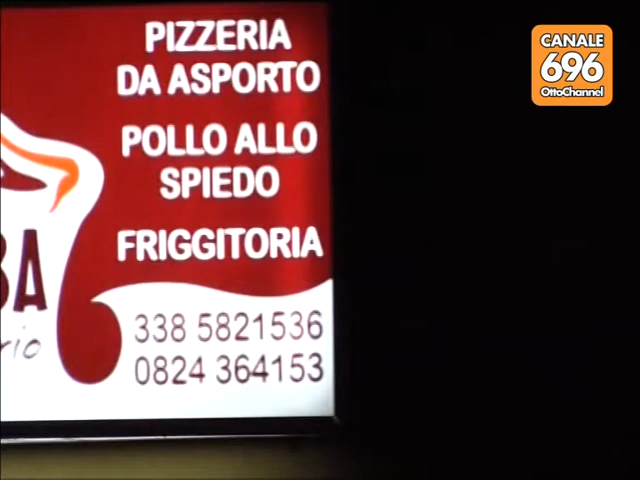 PIZZERIA
DA ASPORTO
POLLO ALLO
SPIEDO
FRIGGITORIA
338 5821536
0824 364153
CANALE
696
OttoChannel